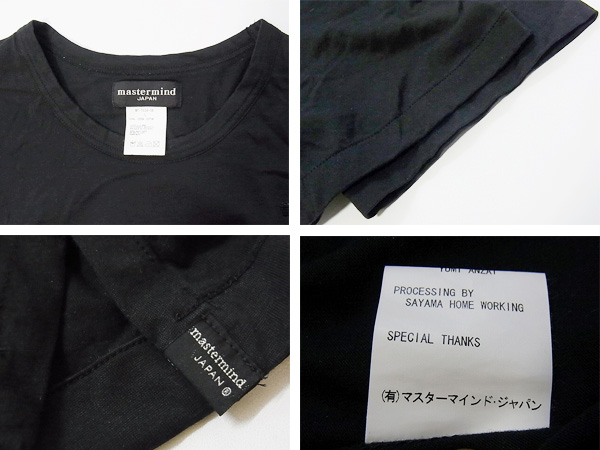 mastermind
JAPAN
mastermind
JAPAN®
YUMI ANZAI
PROCESSING BY
SAYAMA HOME WORKING
SPECIAL THANKS
(有)マスターマインド・ジャパン